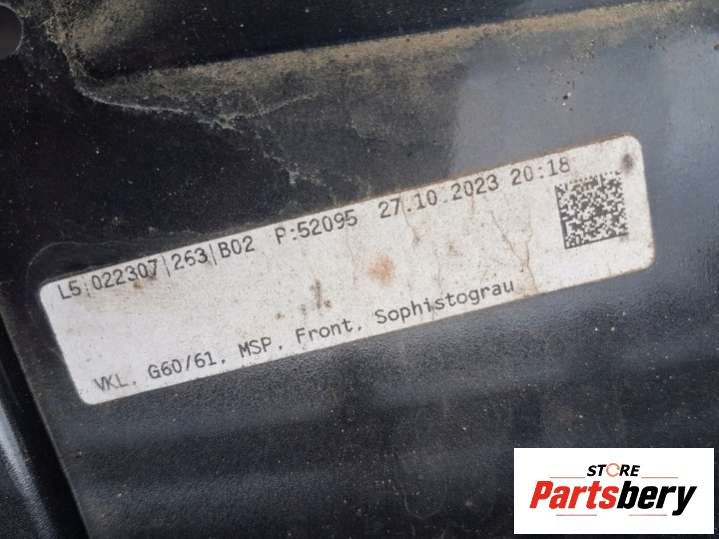 L5|022307|263|B02 P:52095 27.10.2023 20:18
VKL. G60/61. MSP. Front. Sophistograu
STORE
Partsbery